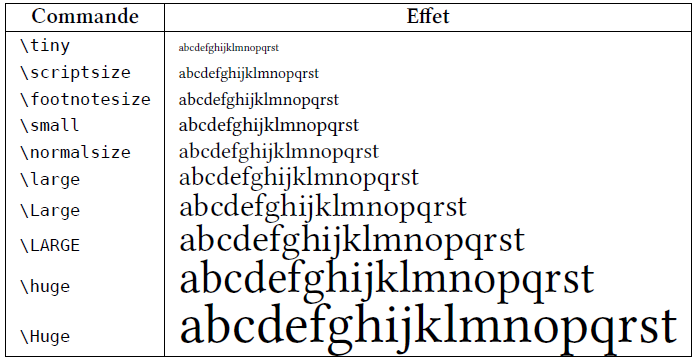 Commande Effet
\tiny abcdefghijklmnopqrst
\scriptsize abcdefghijklmnopqrst
\footnotesize abcdefghijklmnopqrst
\small abcdefghijklmnopqrst
\normalsize abcdefghijklmnopqrst
\large abcdefghijklmnopqrst
\Large abcdefghijklmnopqrst
\LARGE abcdefghijklmnopqrst
\huge abcdefghijklmnopqrst
\Huge abcdefghijklmnopqrst